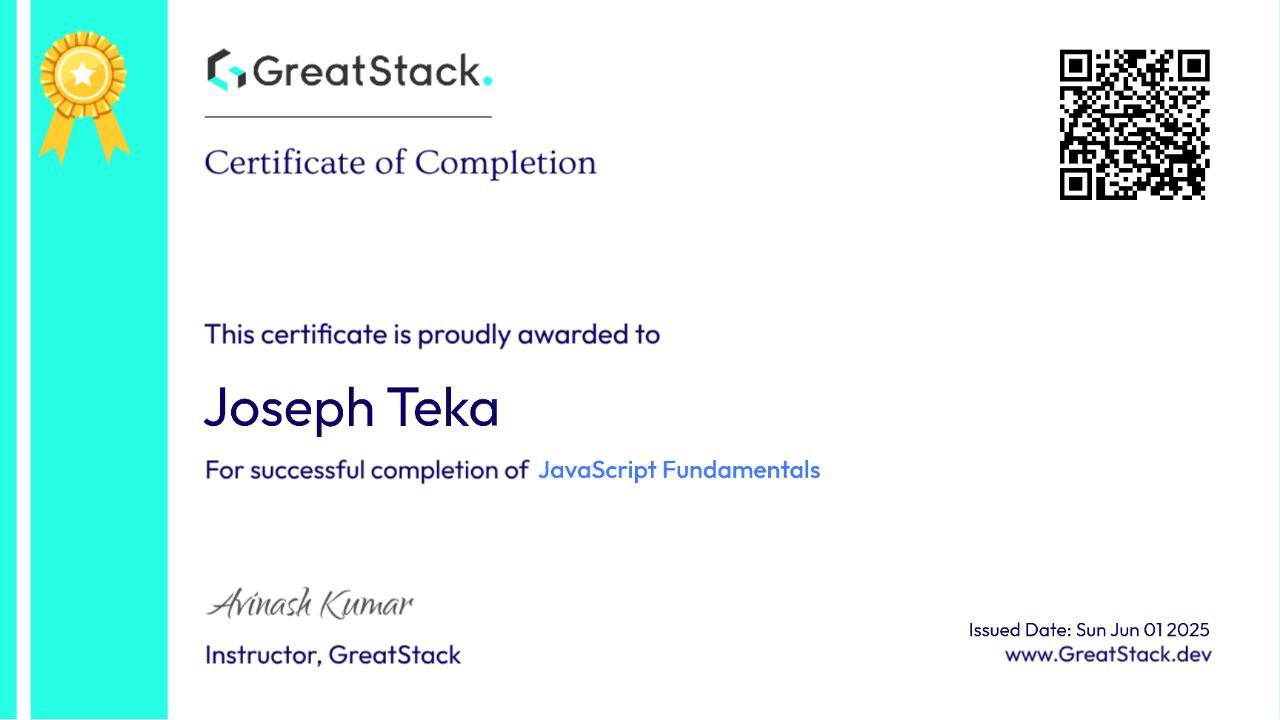 GreatStack.
Certificate of Completion
This certificate is proudly awarded to
Joseph Teka
For successful completion of JavaScript Fundamentals
Avinash Kumar
Instructor, GreatStack
Issued Date: Sun Jun 01 2025
www.GreatStack.dev